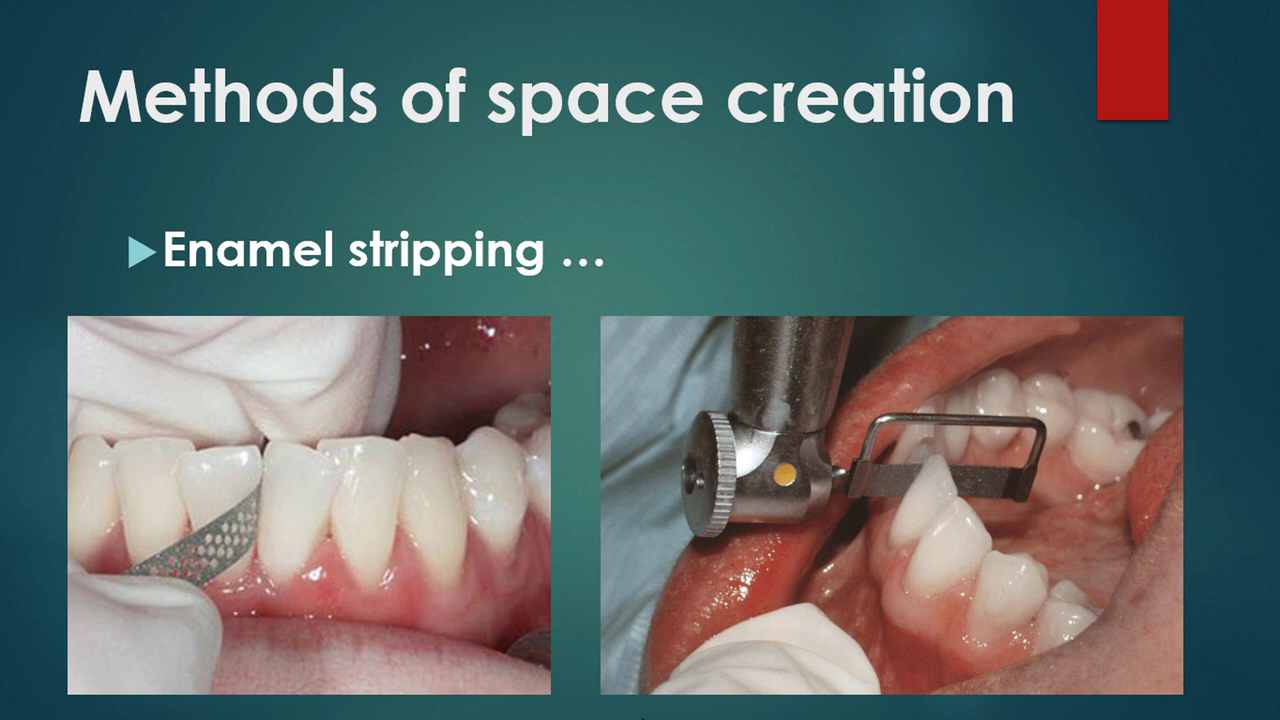 Methods of space creation
Enamel stripping …